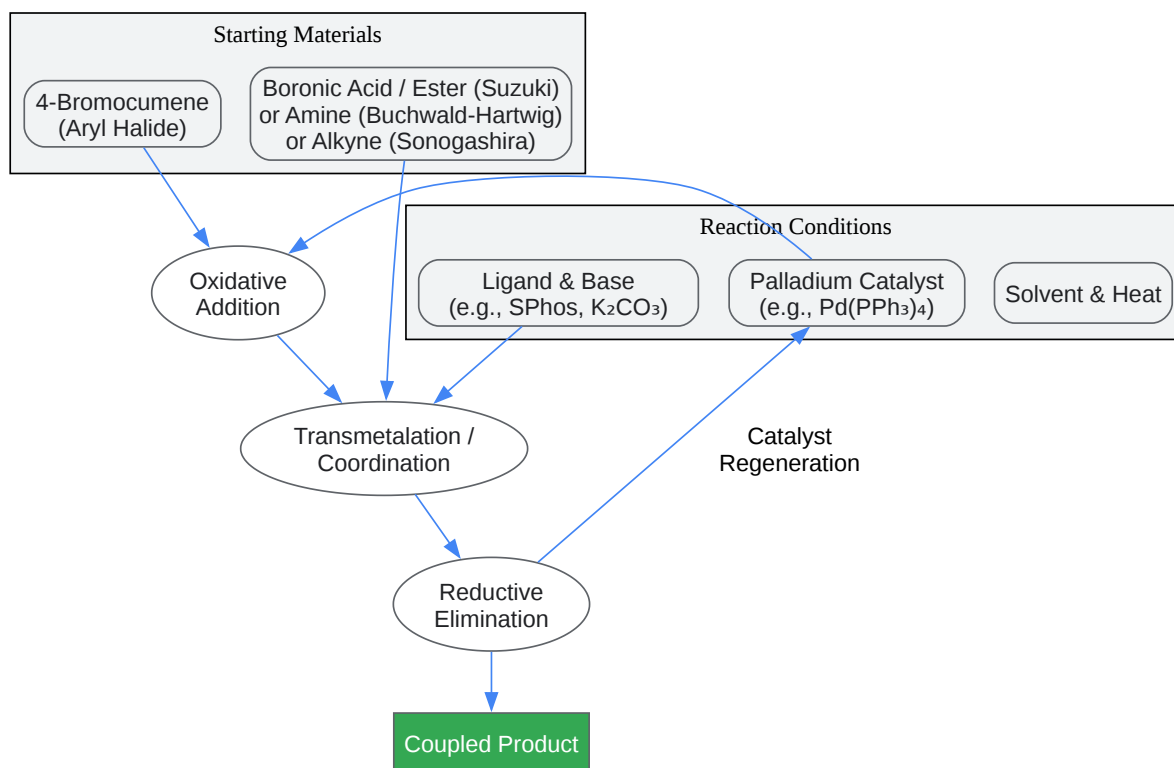 Starting Materials
4-Bromocumene
(Aryl Halide)
Boronic Acid / Ester (Suzuki)
or Amine (Buchwald-Hartwig)
or Alkyne (Sonogashira)
Reaction Conditions
Oxidative
Addition
Ligand & Base
(e.g., SPhos, K₂CO₃)
Palladium Catalyst
(e.g., Pd(PPh₃)₄)
Solvent & Heat
Transmetalation /
Coordination
Catalyst
Regeneration
Reductive
Elimination
Coupled Product